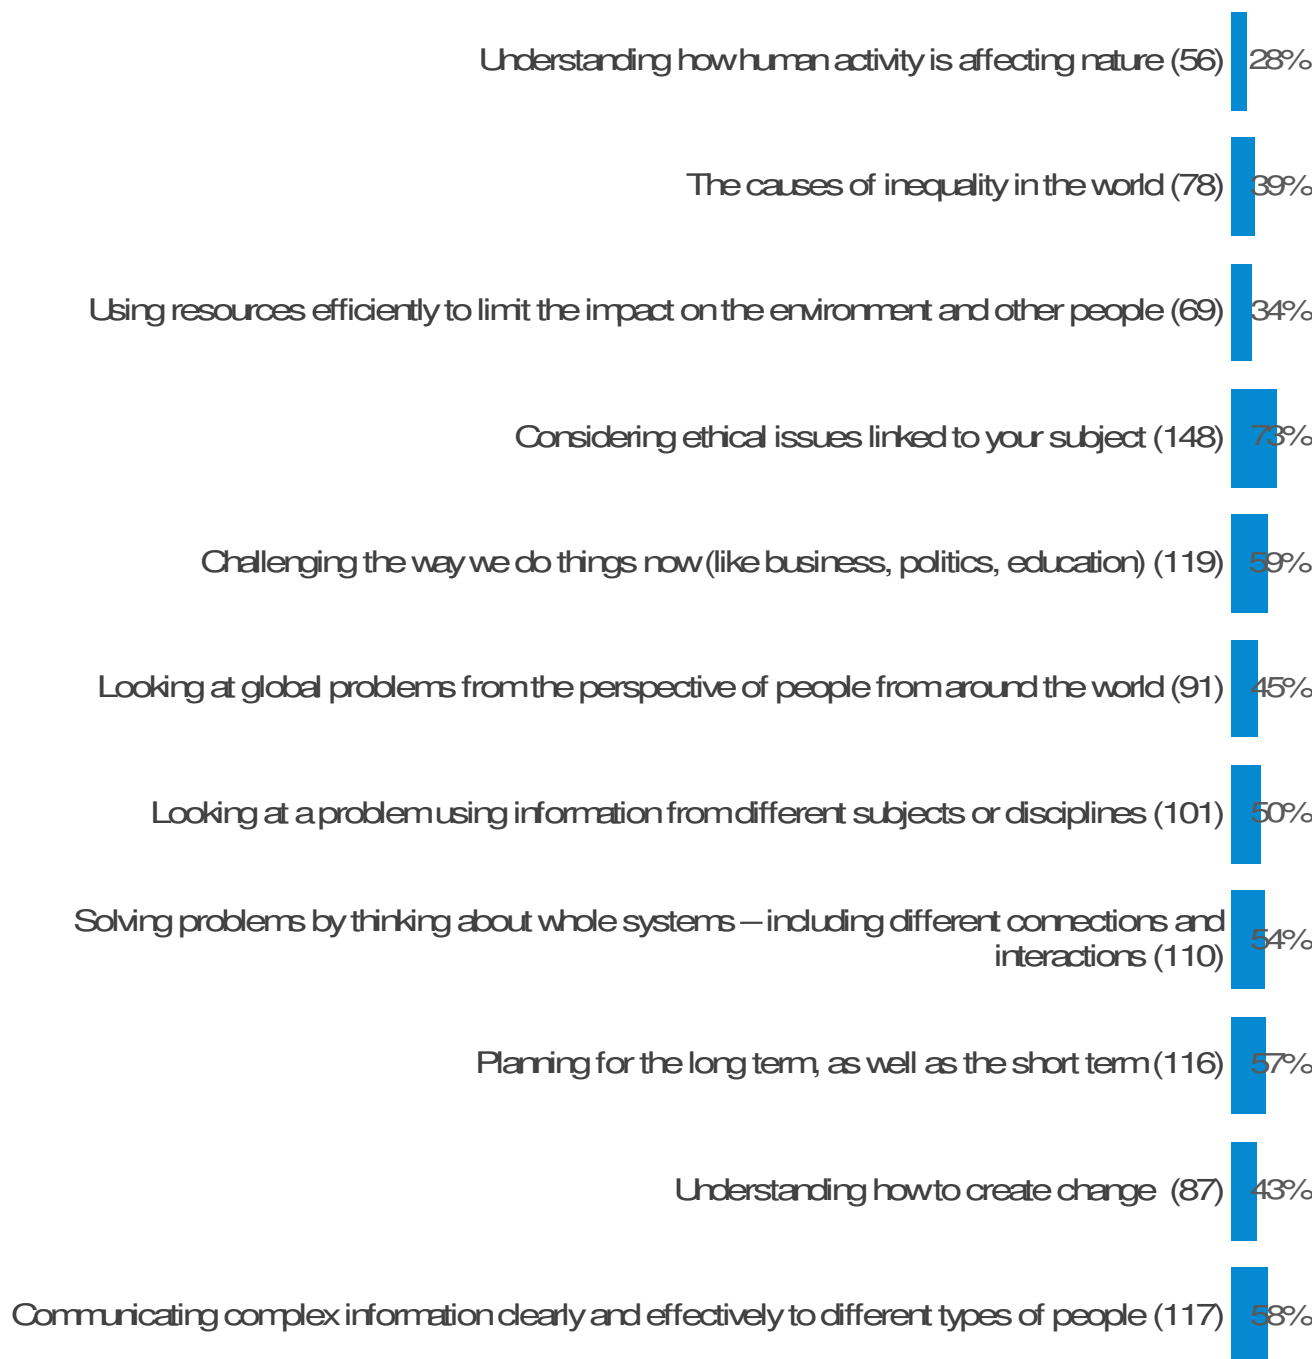 Understanding how human activity is affecting nature (56) 28%
The causes of inequality in the world (78) 39%
Using resources efficiently to limit the impact on the environment and other people (69) 34%
Considering ethical issues linked to your subject (148) 73%
Challenging the way we do things now (like business, politics, education) (119) 59%
Looking at global problems from the perspective of people from around the world (91) 45%
Looking at a problem using information from different subjects or disciplines (101) 50%
Solving problems by thinking about whole systems – including different connections and
interactions (110) 54%
Planning for the long term, as well as the short term (116) 57%
Understanding how to create change (87) 43%
Communicating complex information clearly and effectively to different types of people (117) 58%